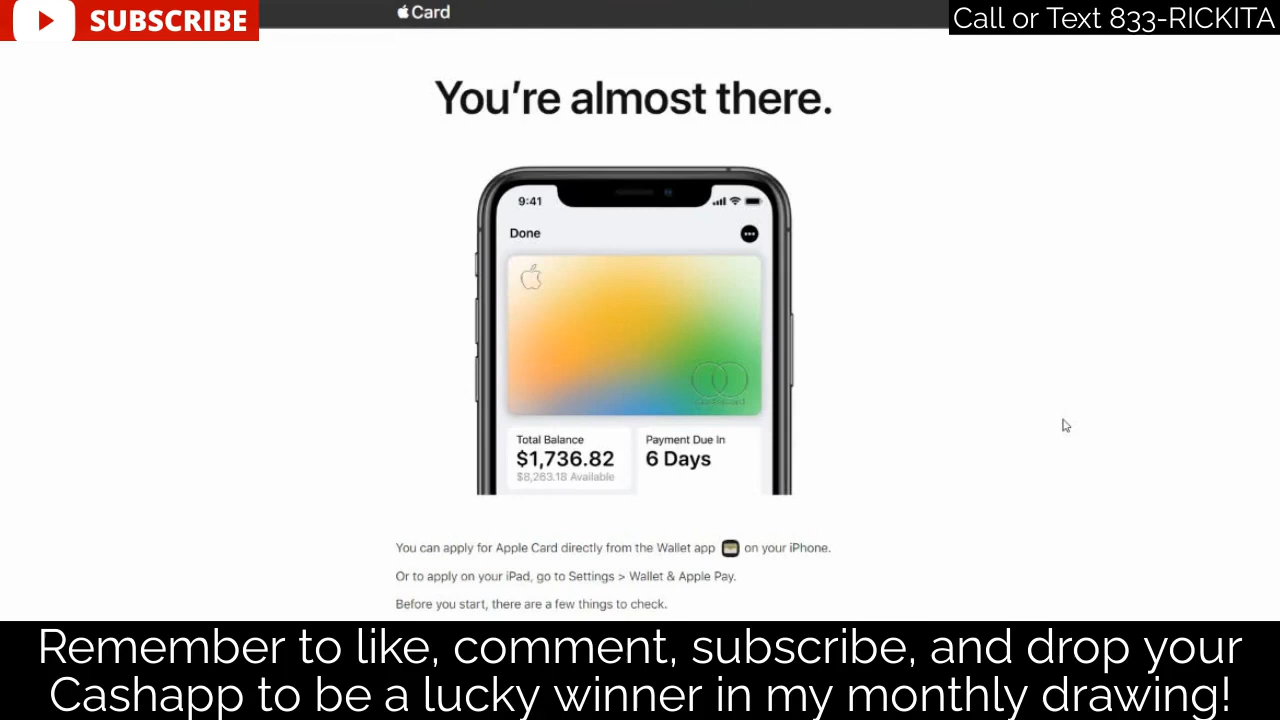 SUBSCRIBE
Card
Call or Text 833-RICKITA
You're almost there.
9:41
Done
Total Balance
$1,736.82
$8,263.18 Available
Payment Due In
6 Days
You can apply for Apple Card directly from the Wallet app on your iPhone.
Or to apply on your iPad, go to Settings > Wallet & Apple Pay.
Before you start, there are a few things to check.
Remember to like, comment, subscribe, and drop your
Cashapp to be a lucky winner in my monthly drawing!